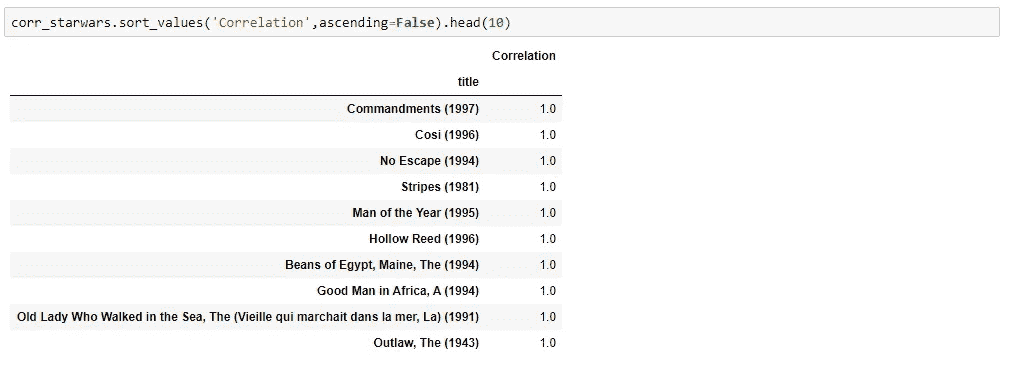 corr_starwars.sort_values('Correlation',ascending=False).head(10)
Correlation
title
Commandments (1997) 1.0
Cosi (1996) 1.0
No Escape (1994) 1.0
Stripes (1981) 1.0
Man of the Year (1995) 1.0
Hollow Reed (1996) 1.0
Beans of Egypt, Maine, The (1994) 1.0
Good Man in Africa, A (1994) 1.0
Old Lady Who Walked in the Sea, The (Vieille qui marchait dans la mer, La) (1991) 1.0
Outlaw, The (1943) 1.0